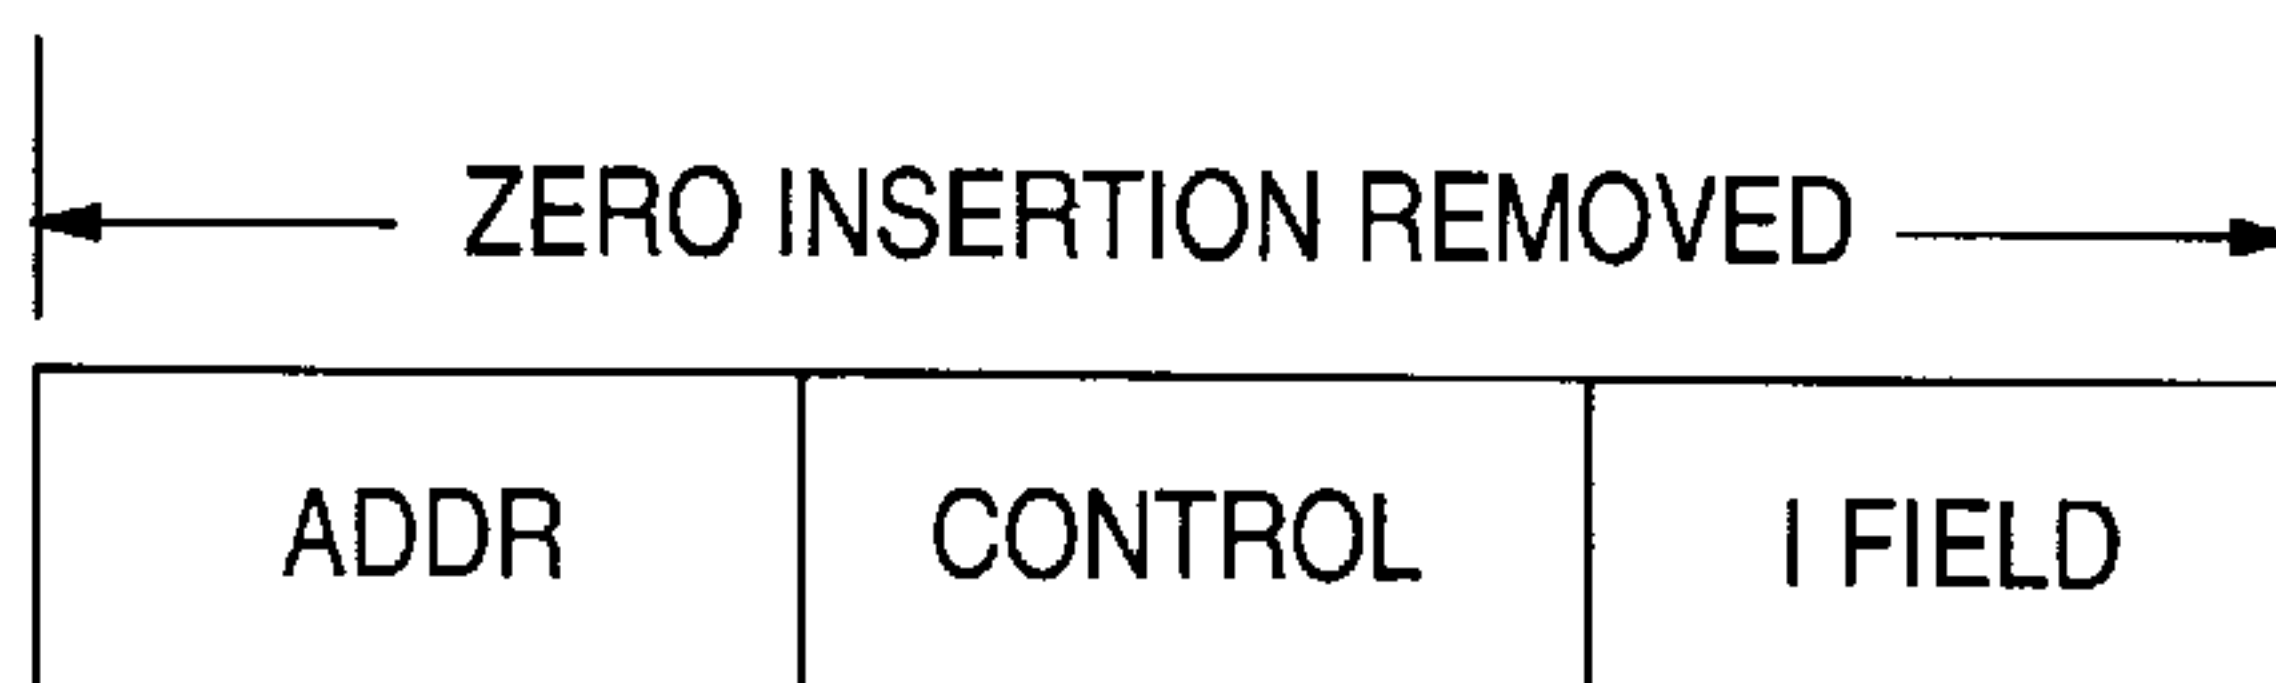 ZERO INSERTION REMOVED
ADDR CONTROL I FIELD